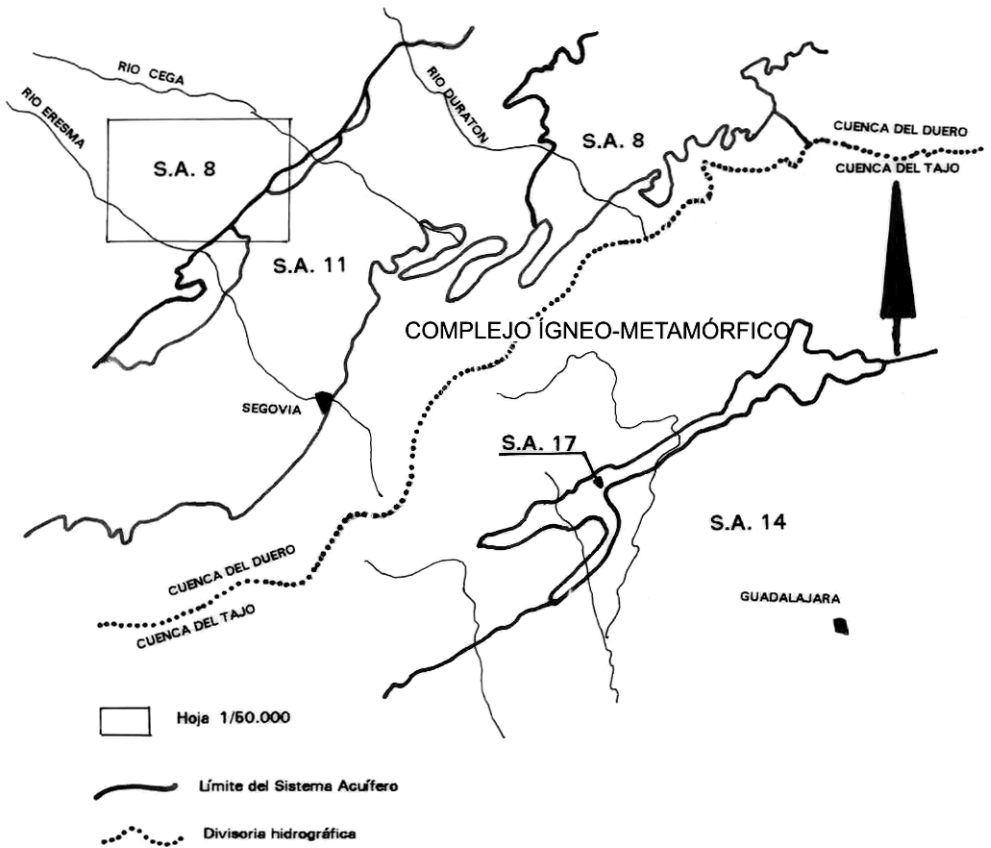 RIO CEGA
RIO ERESMA
RIO DURATON
S.A. 8
S.A. 8
CUENCA DEL DUERO
CUENCA DEL TAJO
S.A. 11
COMPLEJO ÍGNEO-METAMÓRFICO
SEGOVIA
S.A. 17
S.A. 14
CUENCA DEL DUERO
CUENCA DEL TAJO
GUADALAJARA
Hoja 1/50.000
Límite del Sistema Acuífero
Divisoria hidrográfica